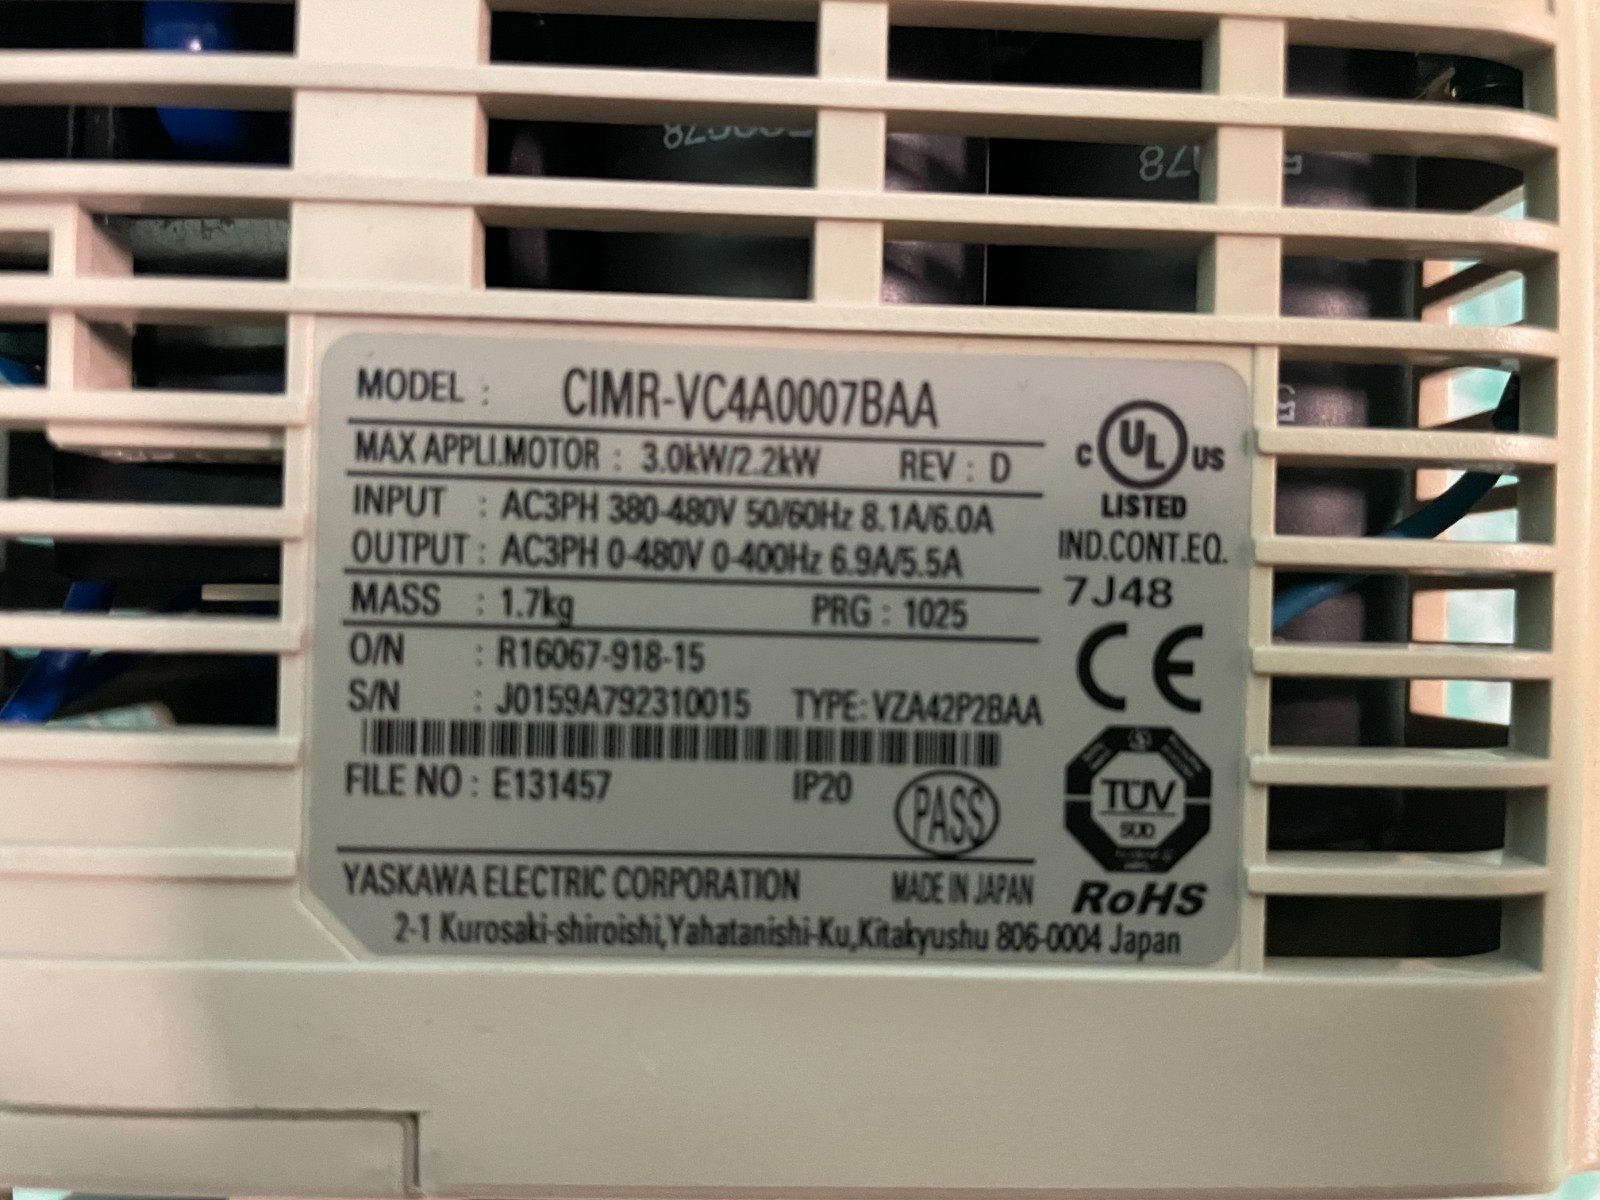 MODEL : CIMR-VC4A0007BAA
MAX APPLI.MOTOR : 3.0kW/2.2kW REV : D
INPUT : AC3PH 380-480V 50/60Hz 8.1A/6.0A
OUTPUT : AC3PH 0-480V 0-400Hz 6.9A/5.5A
MASS : 1.7kg PRG : 1025
O/N : R16067-918-15
S/N : J0159A792310015 TYPE: VZA42P2BAA
FILE NO : E131457 IP20
PASS
YASKAWA ELECTRIC CORPORATION MADE IN JAPAN
2-1 Kurosaki-shiroishi,Yahatanishi-Ku,Kitakyushu 806-0004 Japan
C UL US
LISTED
IND.CONT.EQ.
7J48
CE
TÜV
SÜD
RoHS